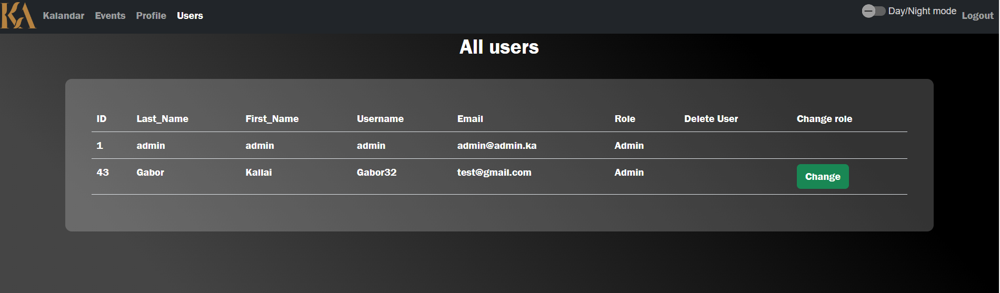 KA Kalandar Events Profile Users Day/Night mode Logout
All users
ID Last_Name First_Name Username Email Role Delete User Change role
1 admin admin admin admin@admin.ka Admin
43 Gabor Kallai Gabor32 test@gmail.com Admin Change